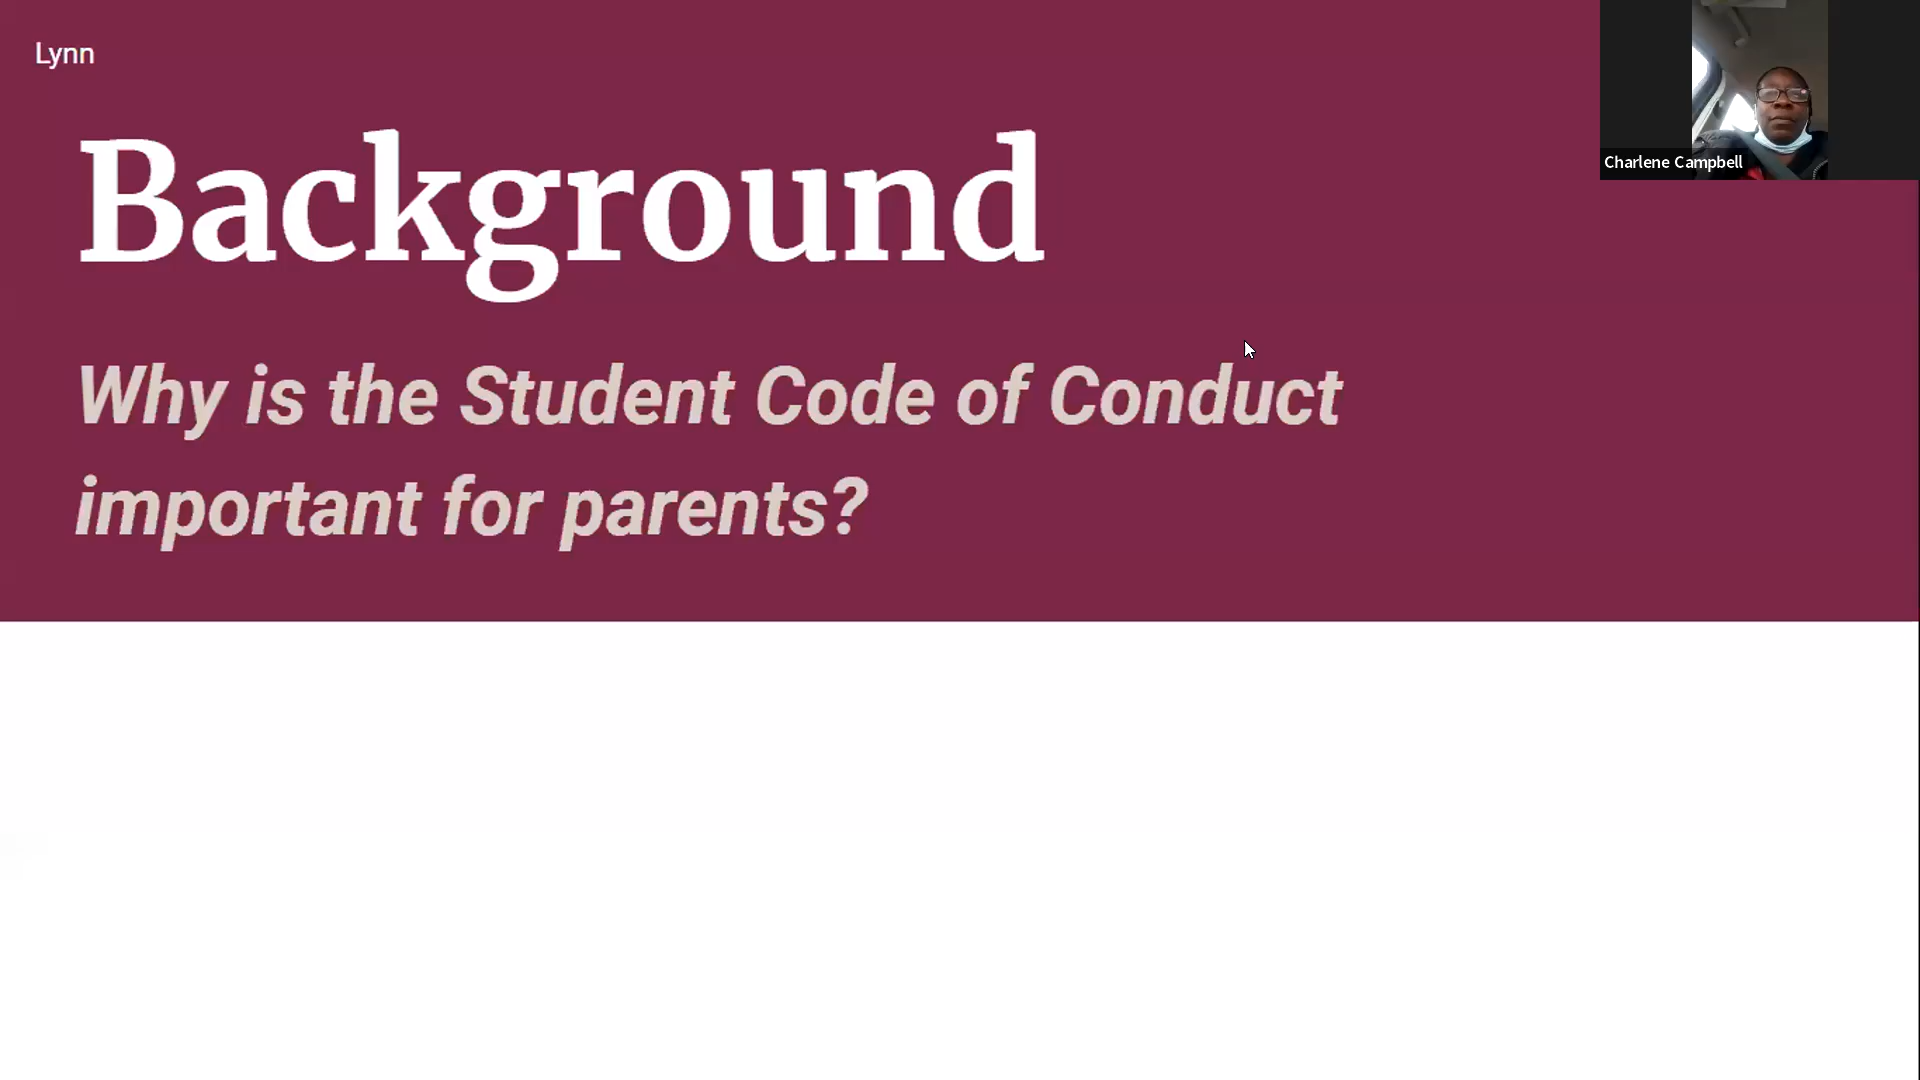 Lynn
Background
Why is the Student Code of Conduct
important for parents?
Charlene Campbell